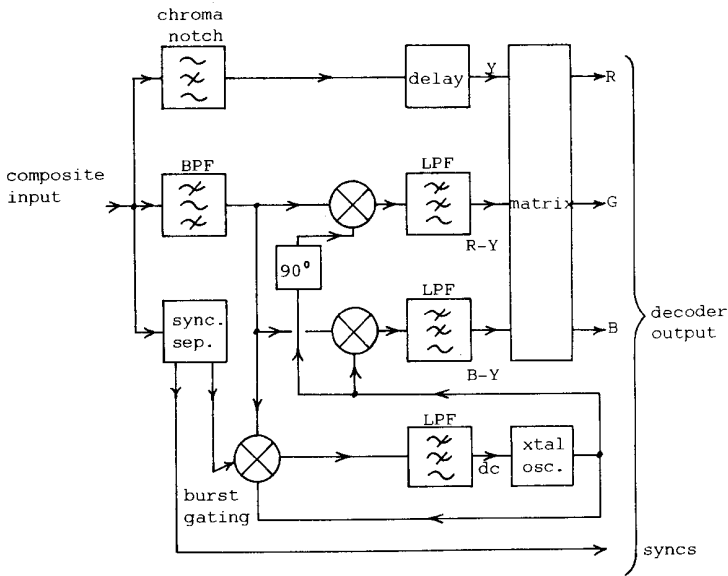 chroma
notch
delay
Y
R
composite
input
BPF
LPF
matrix
G
90°
R-Y
sync.
sep.
LPF
B
decoder
output
B-Y
LPF
xtal
osc.
dc
burst
gating
syncs